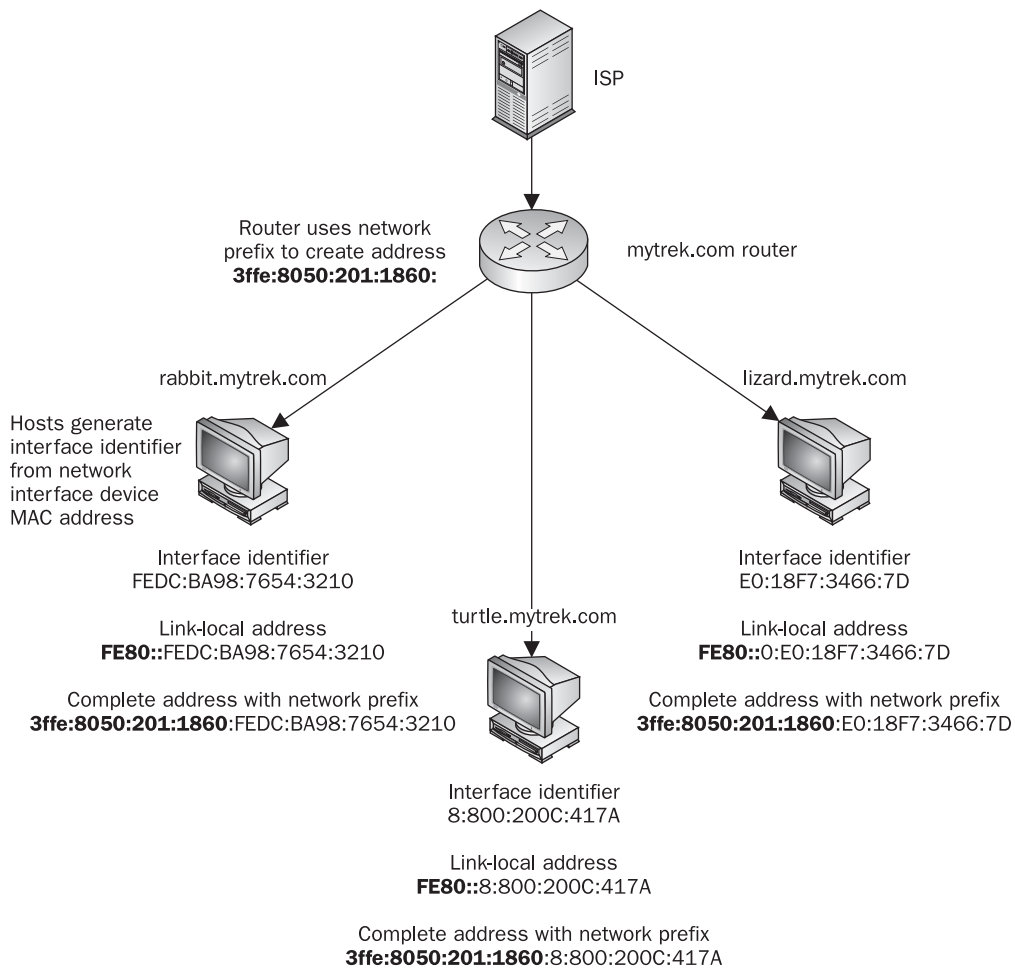 ISP
Router uses network
prefix to create address
3ffe:8050:201:1860:
mytrek.com router
rabbit.mytrek.com
lizard.mytrek.com
Hosts generate
interface identifier
from network
interface device
MAC address
Interface identifier
FEDC:BA98:7654:3210
Link-local address
FE80::FEDC:BA98:7654:3210
Complete address with network prefix
3ffe:8050:201:1860:FEDC:BA98:7654:3210
Interface identifier
E0:18F7:3466:7D
Link-local address
FE80::0:E0:18F7:3466:7D
Complete address with network prefix
3ffe:8050:201:1860:E0:18F7:3466:7D
turtle.mytrek.com
Interface identifier
8:800:200C:417A
Link-local address
FE80::8:800:200C:417A
Complete address with network prefix
3ffe:8050:201:1860:8:800:200C:417A